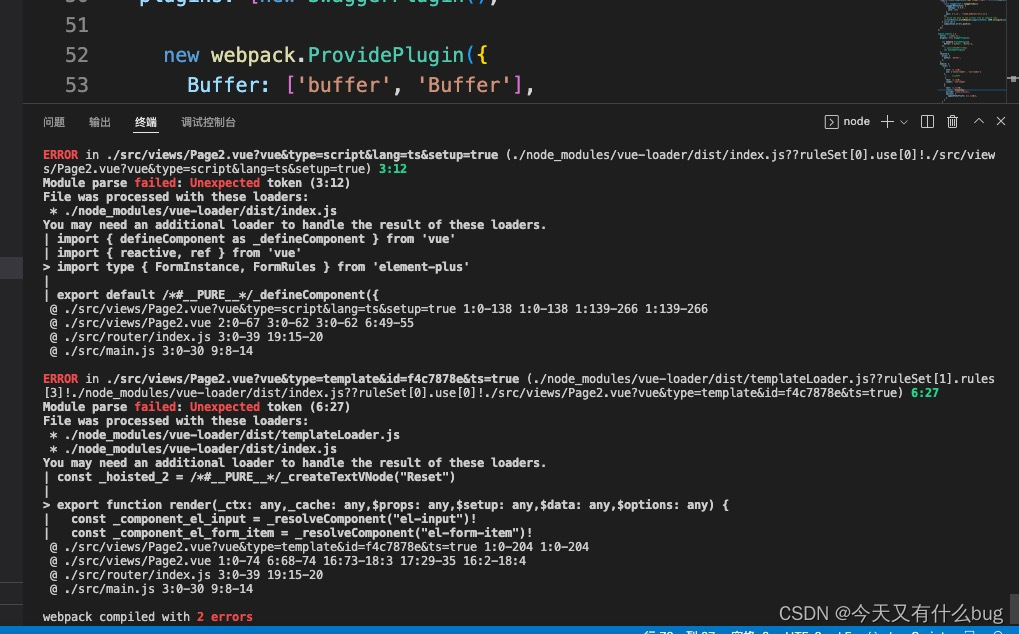 plugins: [new SwaggerPlugin(),
51
52 new webpack.ProvidePlugin({
53 Buffer: ['buffer', 'Buffer'],
问题 输出 终端 调试控制台 node
ERROR in ./src/views/Page2.vue?vue&type=script&lang=ts&setup=true (./node_modules/vue-loader/dist/index.js??ruleSet[0].use[0]!./src/view
s/Page2.vue?vue&type=script&lang=ts&setup=true) 3:12
Module parse failed: Unexpected token (3:12)
File was processed with these loaders:
* ./node_modules/vue-loader/dist/index.js
You may need an additional loader to handle the result of these loaders.
| import { defineComponent as _defineComponent } from 'vue'
| import { reactive, ref } from 'vue'
> import type { FormInstance, FormRules } from 'element-plus'
|
| export default /*#__PURE__*/_defineComponent({
@ ./src/views/Page2.vue?vue&type=script&lang=ts&setup=true 1:0-138 1:0-138 1:139-266 1:139-266
@ ./src/views/Page2.vue 2:0-67 3:0-62 3:0-62 6:49-55
@ ./src/router/index.js 3:0-39 19:15-20
@ ./src/main.js 3:0-30 9:8-14
ERROR in ./src/views/Page2.vue?vue&type=template&id=f4c7878e&ts=true (./node_modules/vue-loader/dist/templateLoader.js??ruleSet[1].rules
[3]!./node_modules/vue-loader/dist/index.js??ruleSet[0].use[0]!./src/views/Page2.vue?vue&type=template&id=f4c7878e&ts=true) 6:27
Module parse failed: Unexpected token (6:27)
File was processed with these loaders:
* ./node_modules/vue-loader/dist/templateLoader.js
* ./node_modules/vue-loader/dist/index.js
You may need an additional loader to handle the result of these loaders.
| const _hoisted_2 = /*#__PURE__*/_createTextVNode("Reset")
|
> export function render(_ctx: any,_cache: any,$props: any,$setup: any,$data: any,$options: any) {
| const _component_el_input = _resolveComponent("el-input")!
| const _component_el_form_item = _resolveComponent("el-form-item")!
@ ./src/views/Page2.vue?vue&type=template&id=f4c7878e&ts=true 1:0-204 1:0-204
@ ./src/views/Page2.vue 1:0-74 6:68-74 16:73-18:3 17:29-35 16:2-18:4
@ ./src/router/index.js 3:0-39 19:15-20
@ ./src/main.js 3:0-30 9:8-14
webpack compiled with 2 errors
CSDN @今天又有什么bug